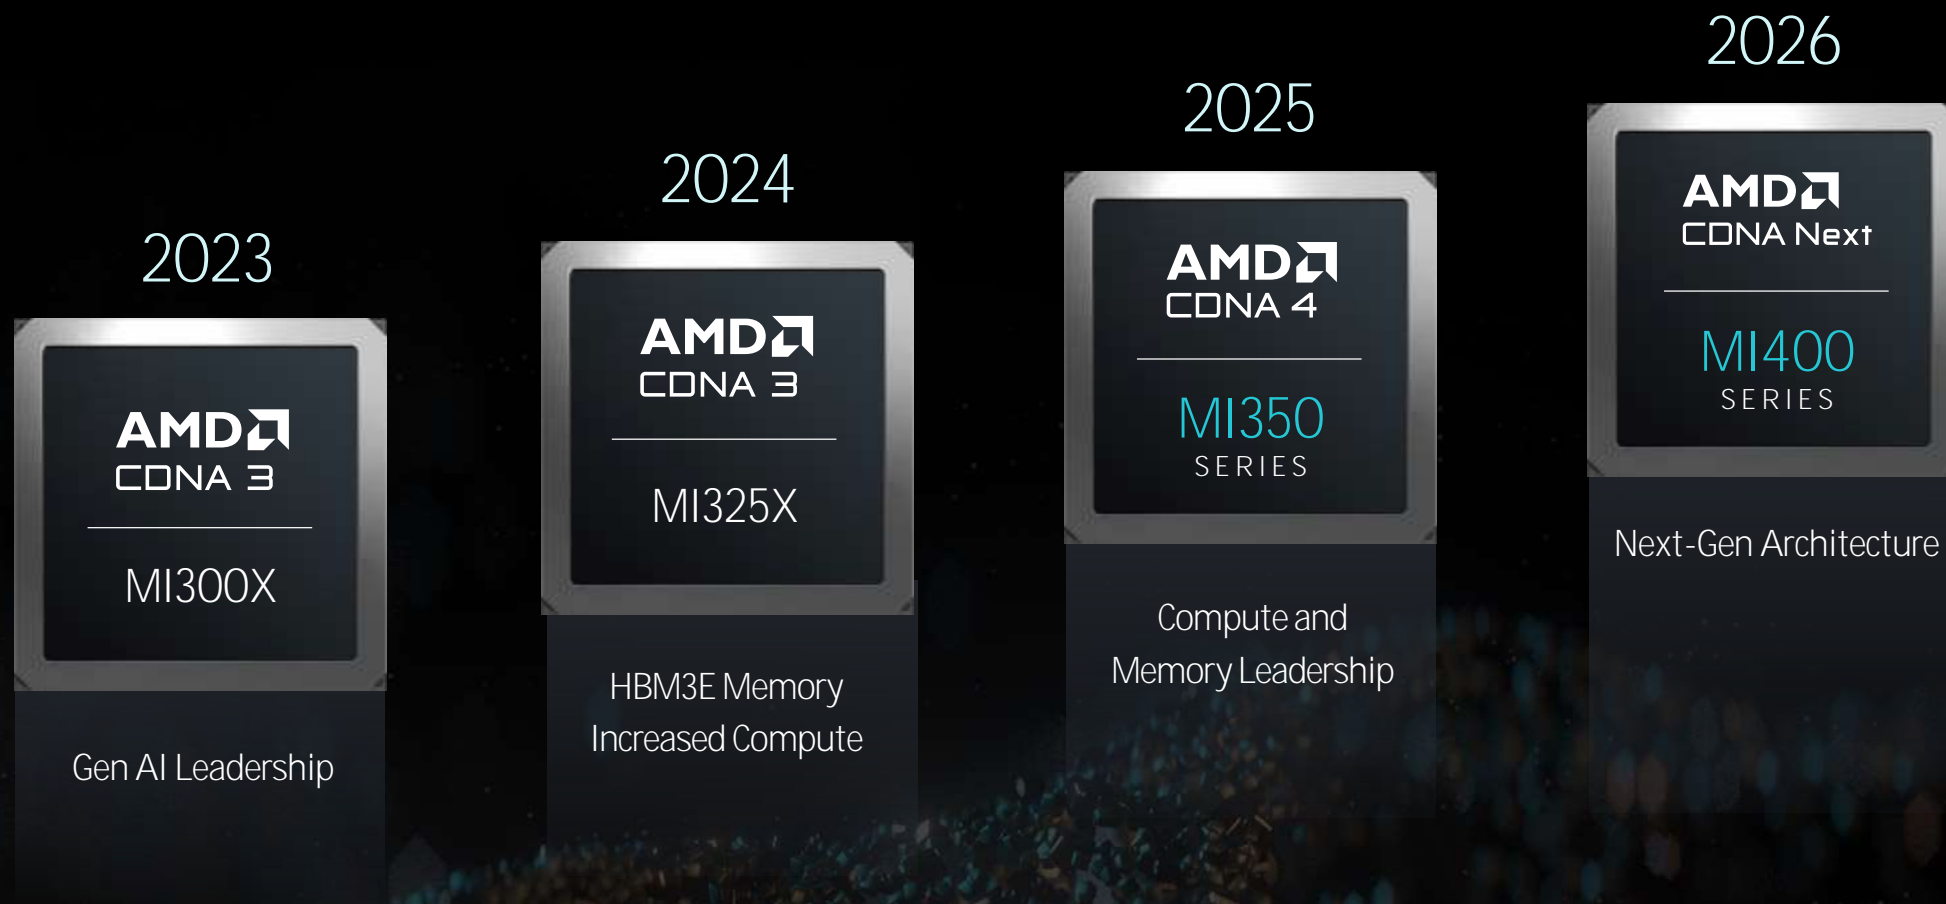 2023
AMD
CDNA 3
MI300X
Gen AI Leadership
2024
AMD
CDNA 3
MI325X
HBM3E Memory
Increased Compute
2025
AMD
CDNA 4
MI350
SERIES
Compute and
Memory Leadership
2026
AMD
CDNA Next
MI400
SERIES
Next-Gen Architecture